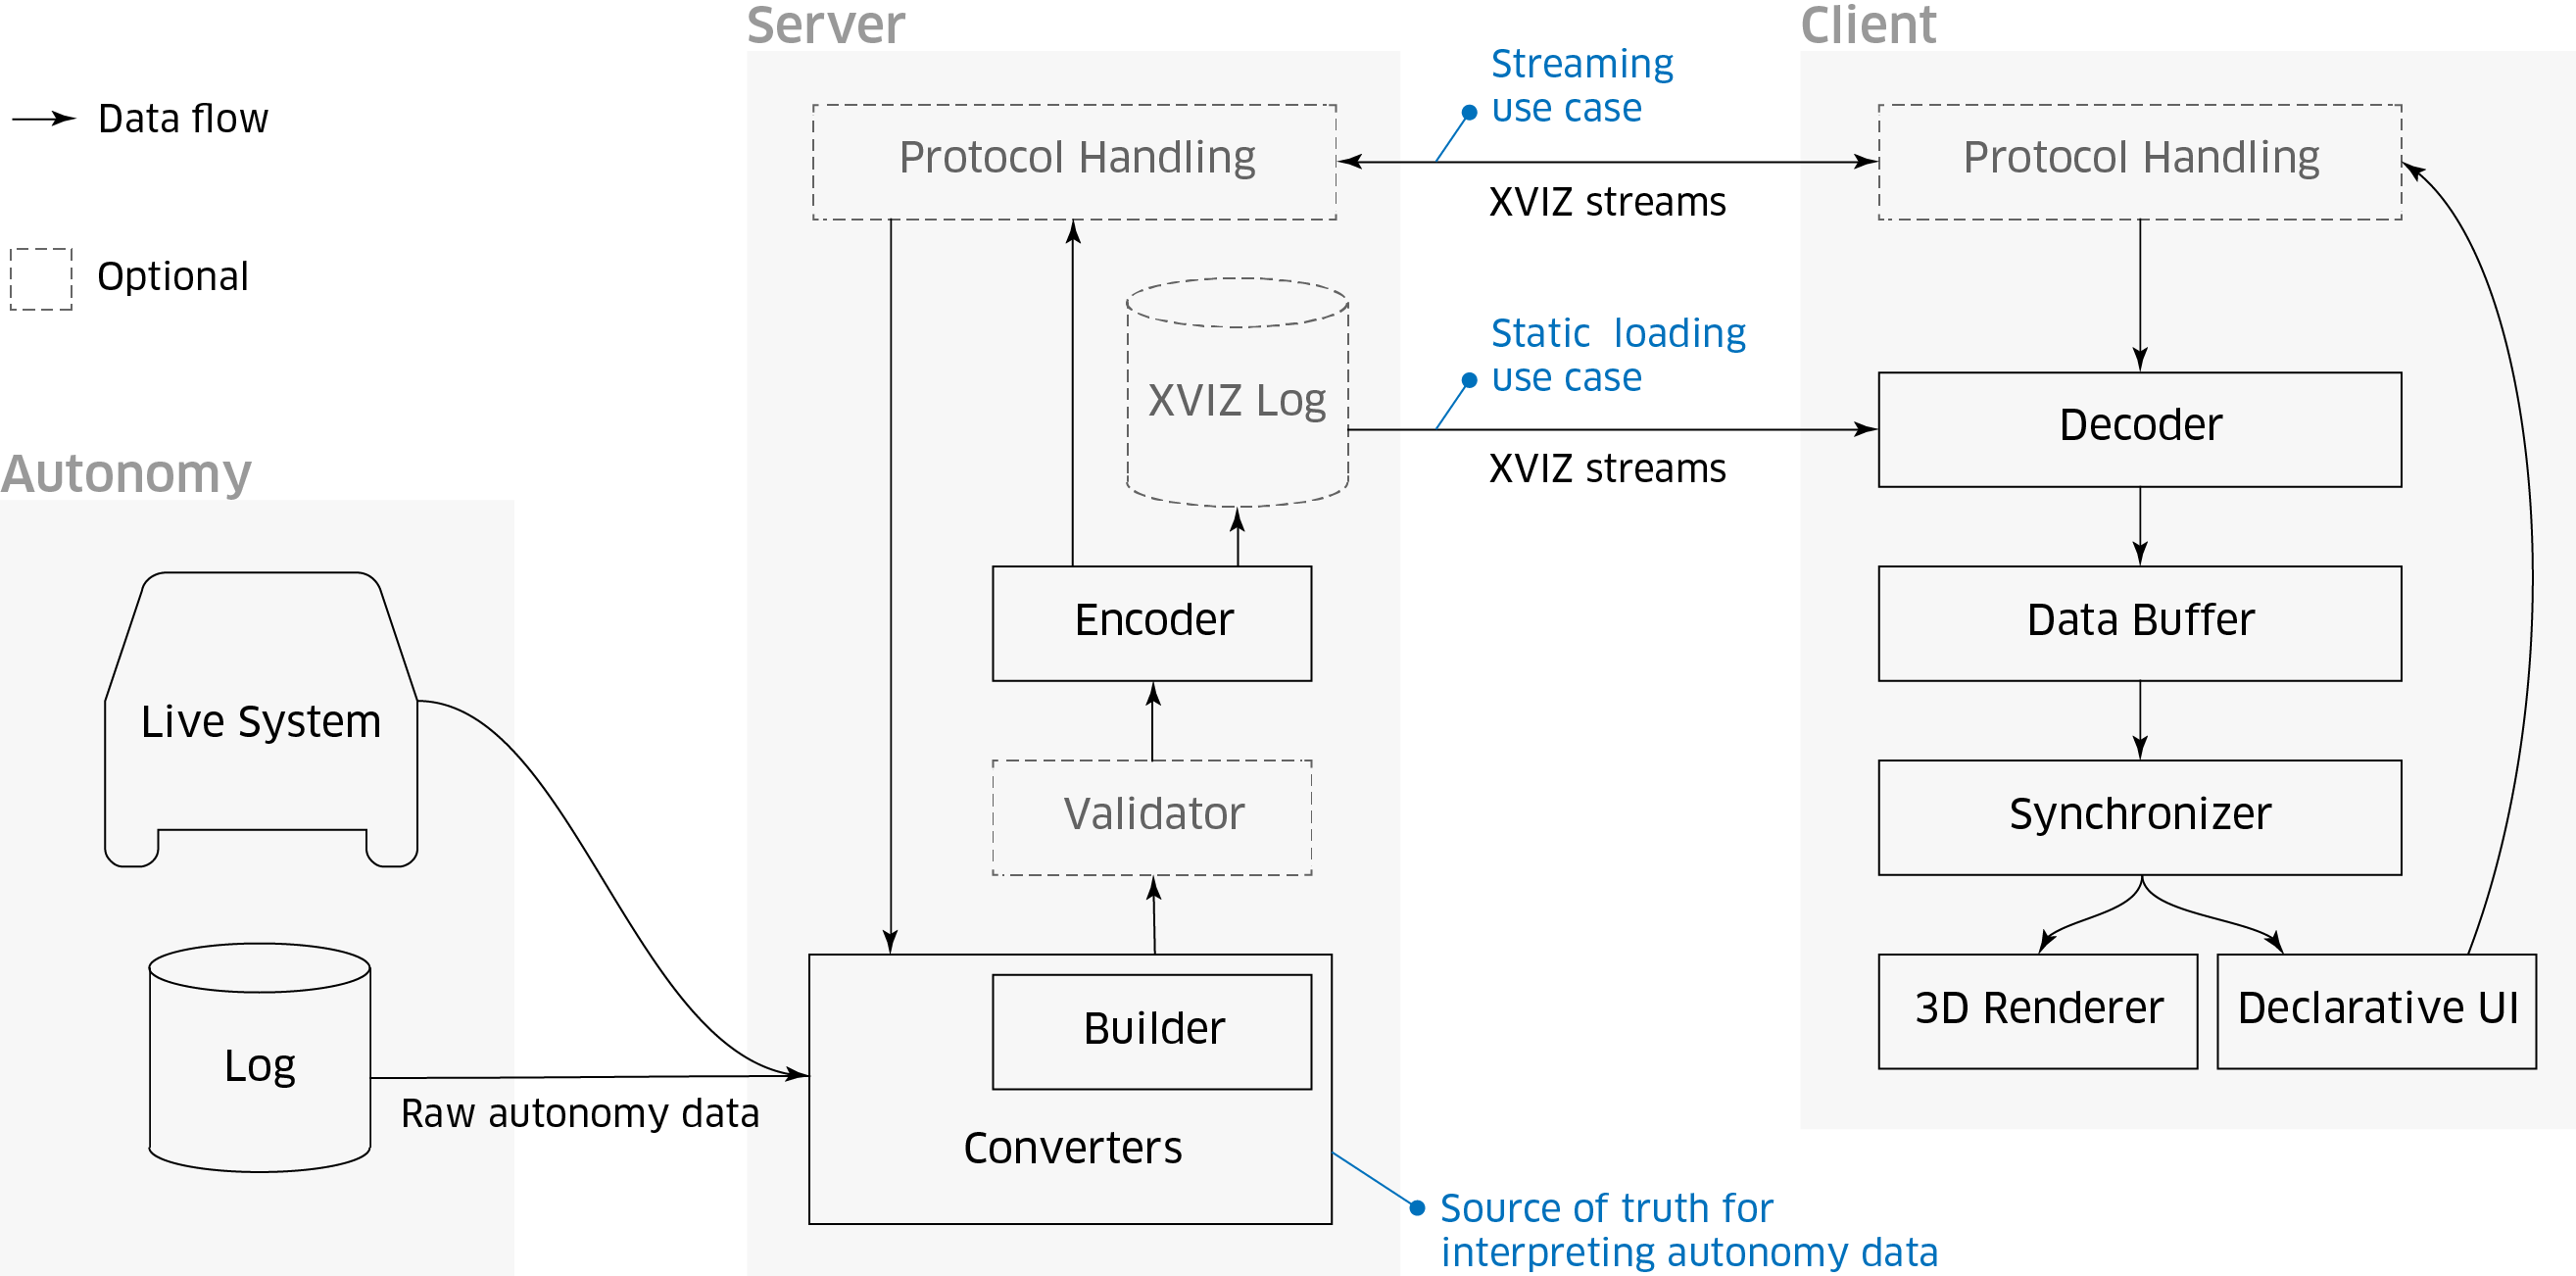 Server
Client
Data flow
Optional
Streaming
use case
Protocol Handling
Protocol Handling
XVIZ streams
XVIZ Log
Static loading
use case
XVIZ streams
Decoder
Autonomy
Encoder
Data Buffer
Live System
Validator
Synchronizer
Log
Raw autonomy data
Builder
Converters
3D Renderer
Declarative UI
Source of truth for
interpreting autonomy data